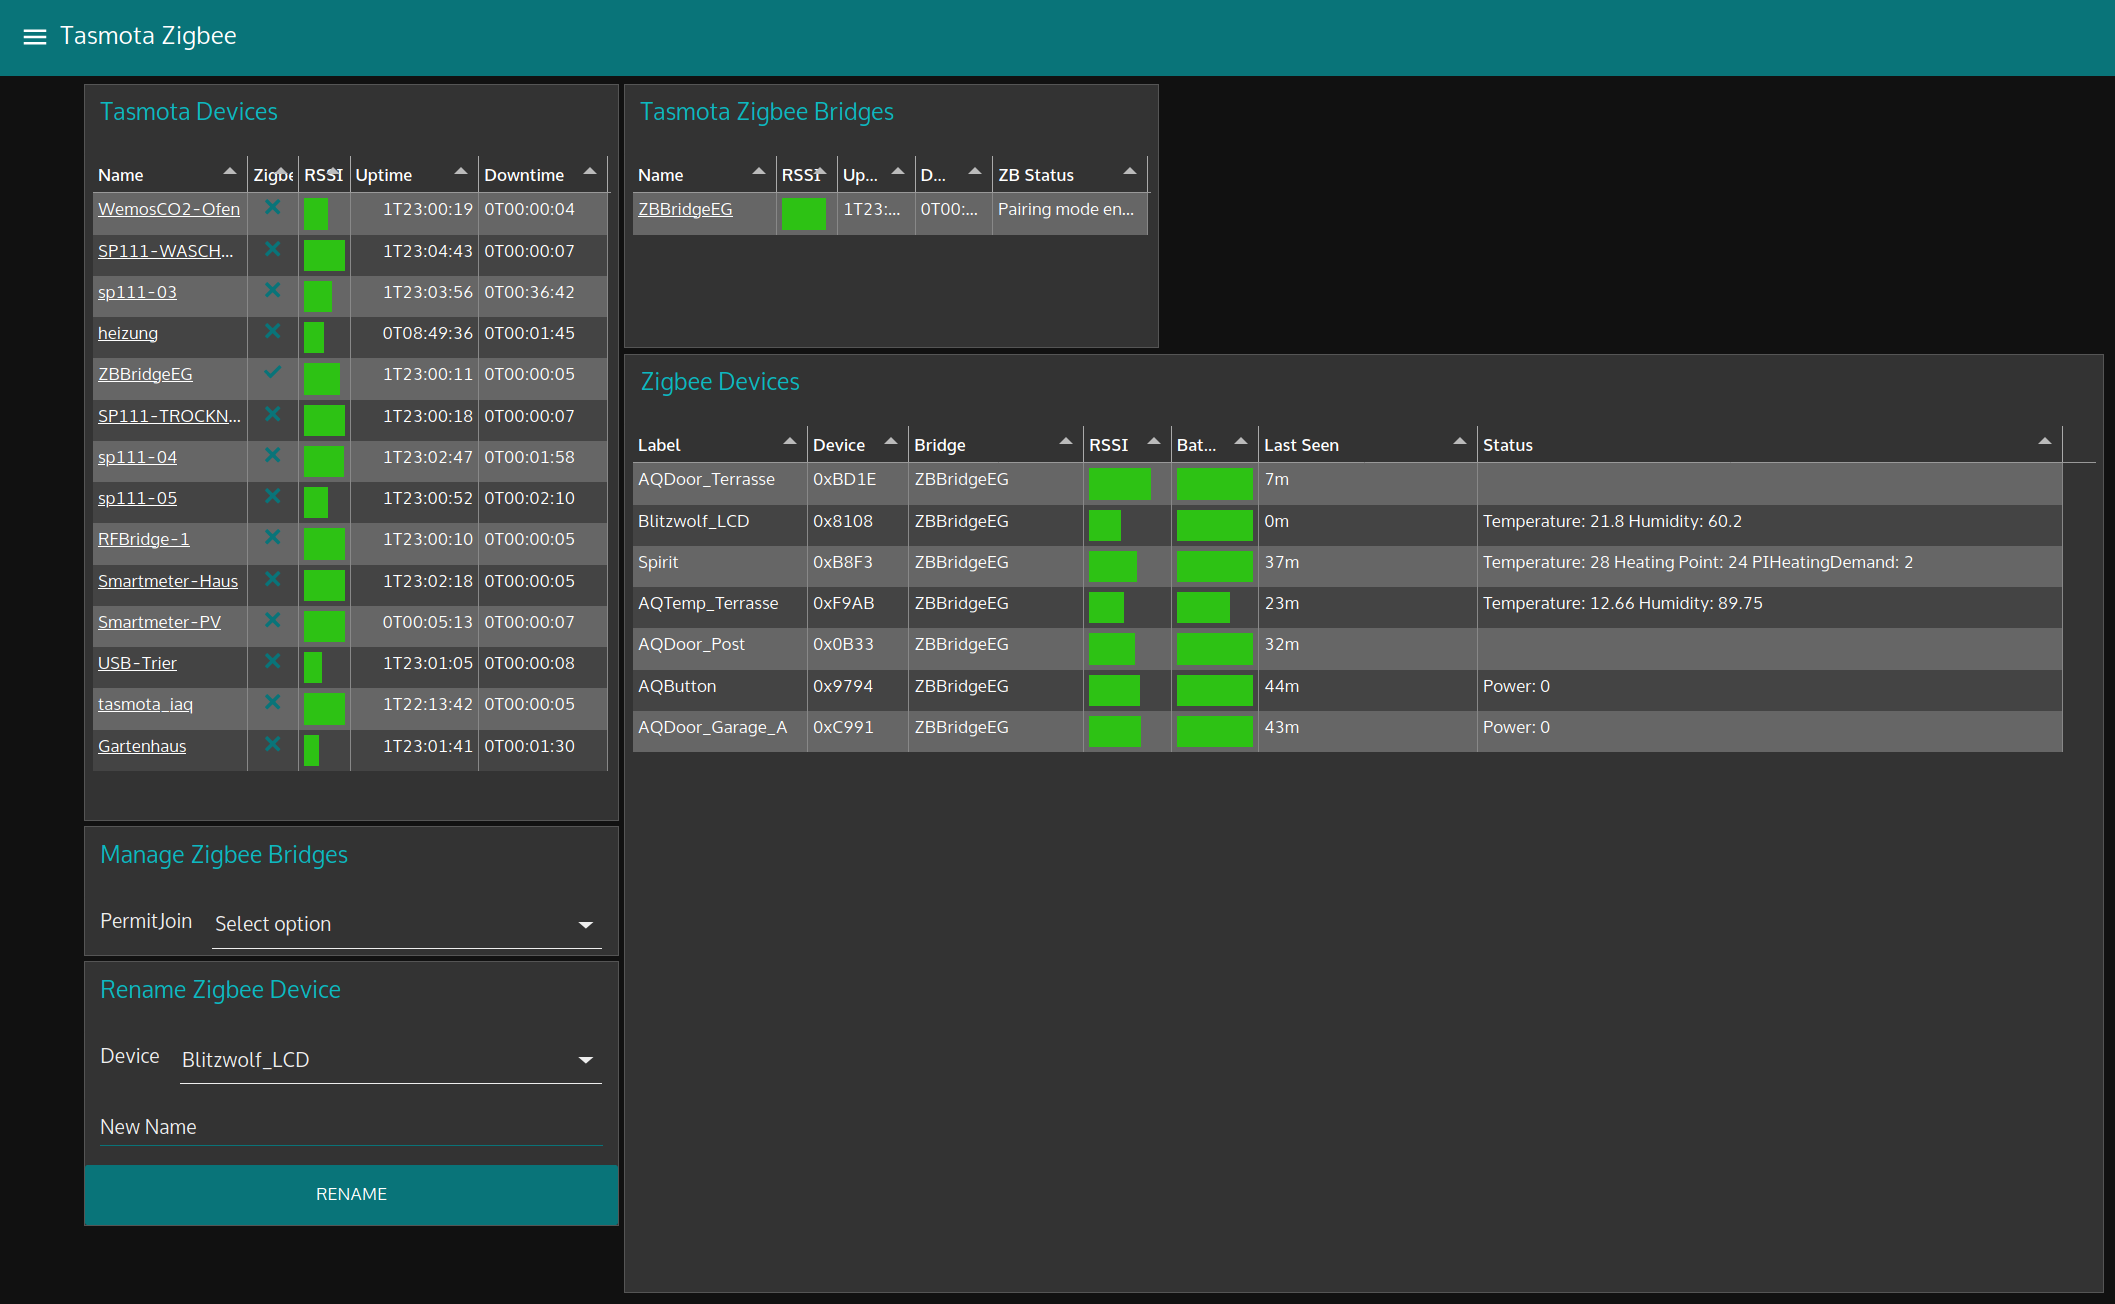 Tasmota Zigbee
Tasmota Devices
Name Zigbe RSSI Uptime Downtime
WemosCO2-Ofen 1T23:00:19 0T00:00:04
SP111-WASCH... 1T23:04:43 0T00:00:07
sp111-03 1T23:03:56 0T00:36:42
heizung 0T08:49:36 0T00:01:45
ZBBridgeEG 1T23:00:11 0T00:00:05
SP111-TROCKN... 1T23:00:18 0T00:00:07
sp111-04 1T23:02:47 0T00:01:58
sp111-05 1T23:00:52 0T00:02:10
RFBridge-1 1T23:00:10 0T00:00:05
Smartmeter-Haus 1T23:02:18 0T00:00:05
Smartmeter-PV 0T00:05:13 0T00:00:07
USB-Trier 1T23:01:05 0T00:00:08
tasmota_iaq 1T22:13:42 0T00:00:05
Gartenhaus 1T23:01:41 0T00:01:30
Manage Zigbee Bridges
PermitJoin Select option
Rename Zigbee Device
Device Blitzwolf_LCD
New Name
RENAME
Tasmota Zigbee Bridges
Name RSSI Up... D... ZB Status
ZBBridgeEG 1T23:... 0T00:... Pairing mode en...
Zigbee Devices
Label Device Bridge RSSI Bat... Last Seen Status
AQDoor_Terrasse 0xBD1E ZBBridgeEG 7m
Blitzwolf_LCD 0x8108 ZBBridgeEG 0m Temperature: 21.8 Humidity: 60.2
Spirit 0xB8F3 ZBBridgeEG 37m Temperature: 28 Heating Point: 24 PIHeatingDemand: 2
AQTemp_Terrasse 0xF9AB ZBBridgeEG 23m Temperature: 12.66 Humidity: 89.75
AQDoor_Post 0x0B33 ZBBridgeEG 32m
AQButton 0x9794 ZBBridgeEG 44m Power: 0
AQDoor_Garage_A 0xC991 ZBBridgeEG 43m Power: 0